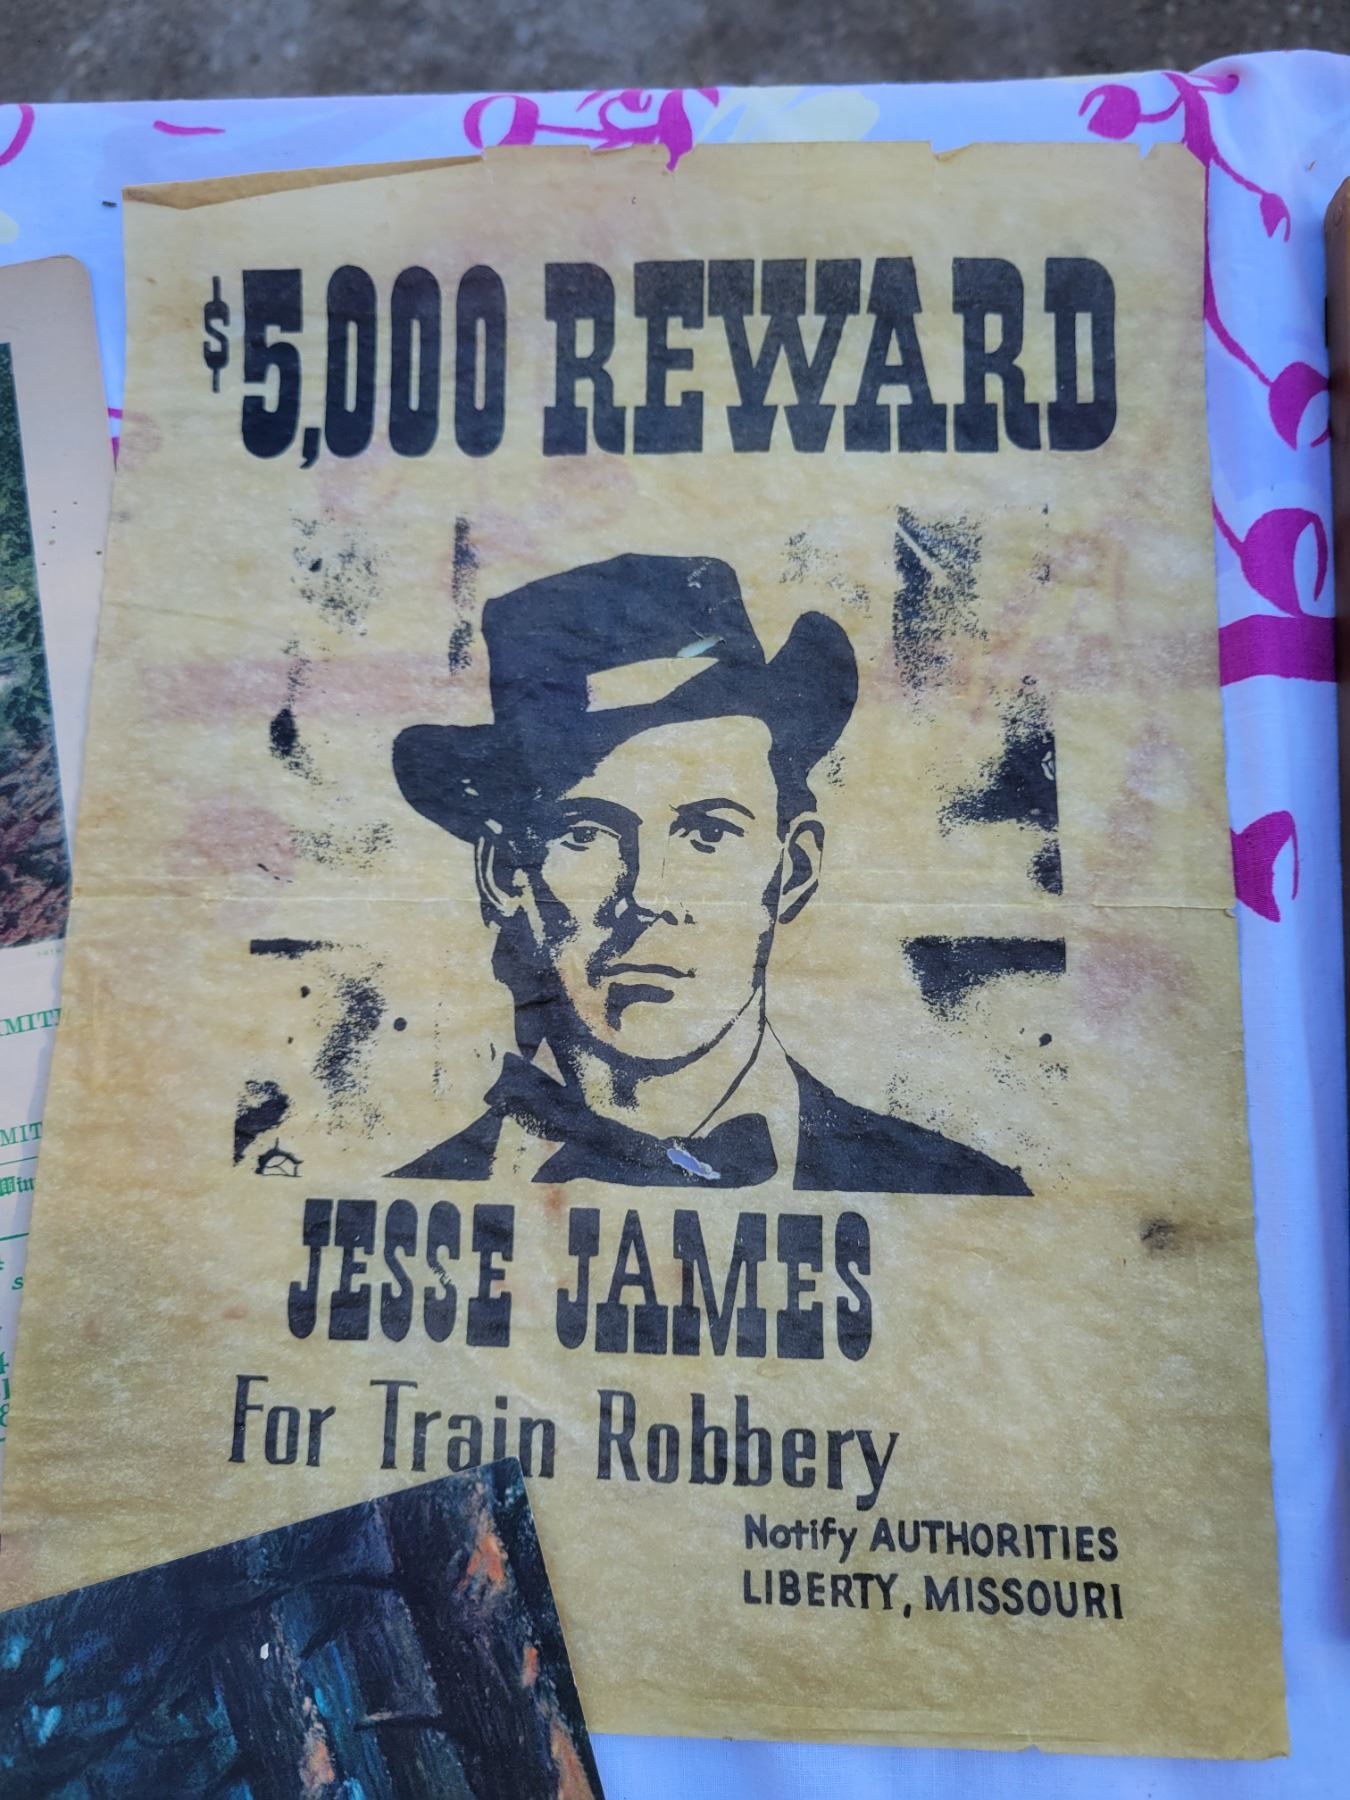 $5,000 REWARD
JESSE JAMES
For Train Robbery
Notify AUTHORITIES
LIBERTY, MISSOURI